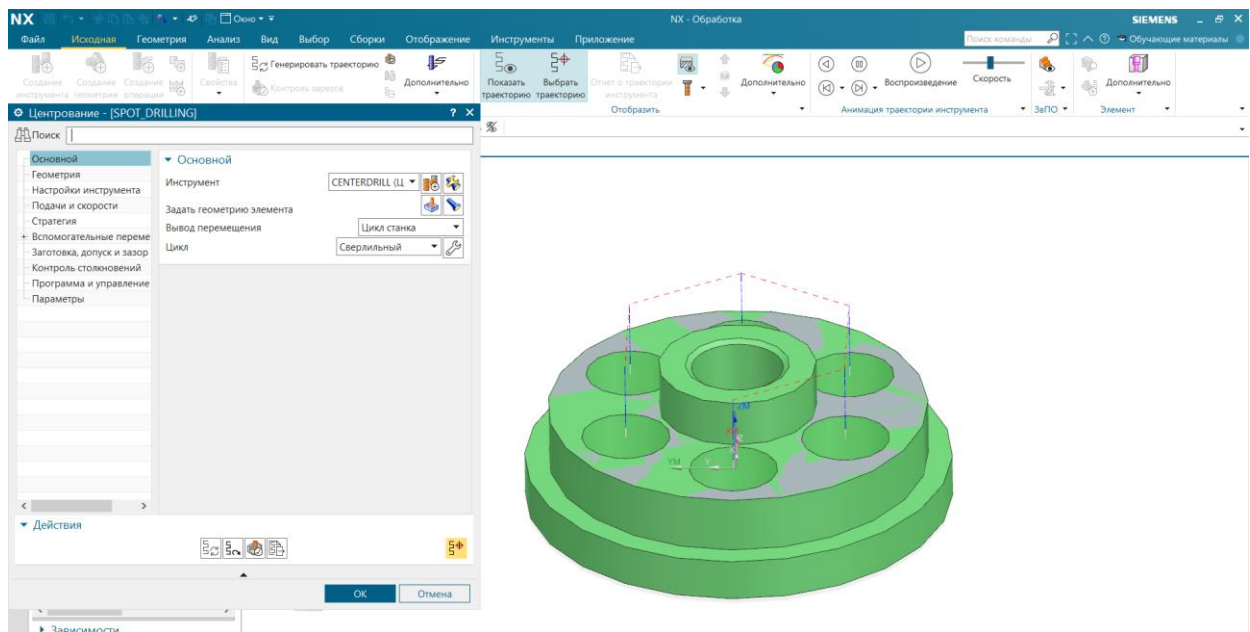 NX Окно NX - Обработка SIEMENS
Файл Исходная Геометрия Анализ Вид Выбор Сборки Отображение Инструменты Приложение Поиск команды Обучающие материалы
Создание инструмента Создание геометрии Создание операции Свойства Генерировать траекторию Контроль зарезов Дополнительно Показать траекторию Выбрать траекторию Отчет о траектории инструмента Дополнительно Воспроизведение Скорость Дополнительно
Отобразить Анимация траектории инструмента ЗвПО Элемент
Центрование - [SPOT_DRILLING] ? X
Поиск
Основной
Геометрия
Настройки инструмента
Подачи и скорости
Стратегия
+ Вспомогательные переме
Заготовка, допуск и зазор
Контроль столкновений
Программа и управление
Параметры
Основной
Инструмент CENTERDRILL (Ц
Задать геометрию элемента
Вывод перемещения Цикл станка
Цикл Сверлильный
ZM
XM
YM Y
Действия
ОК Отмена
Зависимости